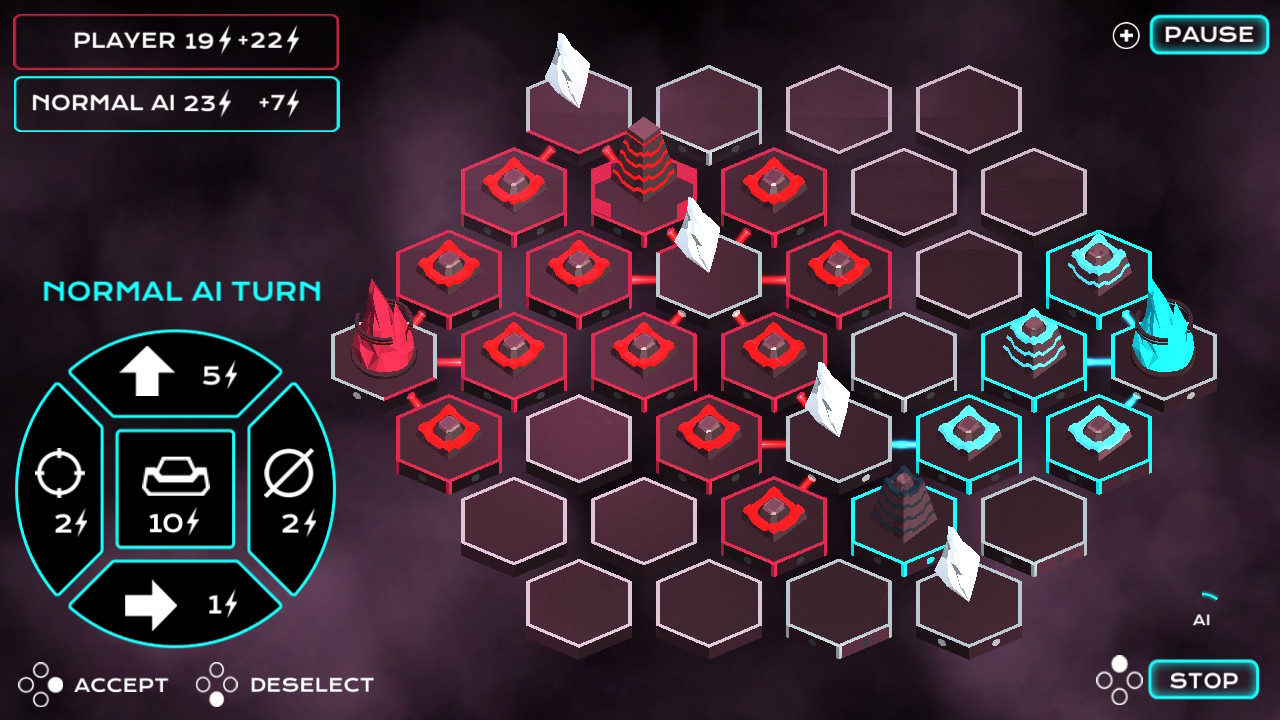 PLAYER 19 +22
NORMAL AI 23 +7
PAUSE
NORMAL AI TURN
5
2
10
2
1
AI
ACCEPT
DESELECT
STOP